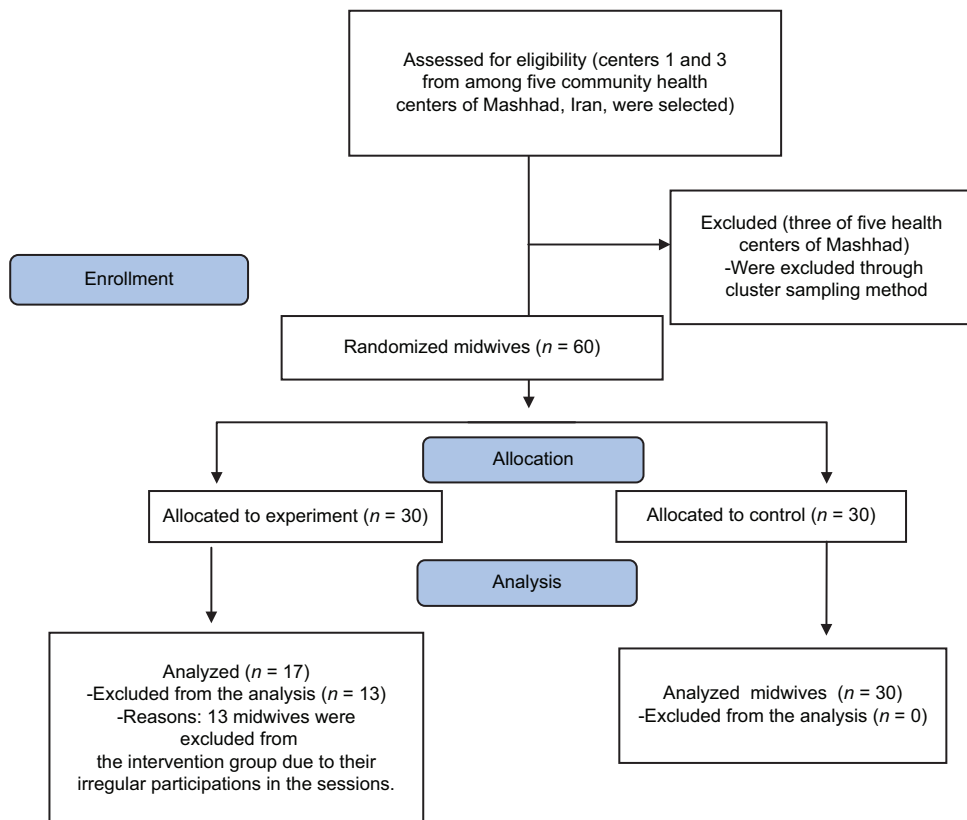 Assessed for eligibility (centers 1 and 3
from among five community health
centers of Mashhad, Iran, were selected)
Excluded (three of five health
centers of Mashhad)
-Were excluded through
cluster sampling method
Enrollment
Randomized midwives (n = 60)
Allocation
Allocated to experiment (n = 30)
Allocated to control (n = 30)
Analysis
Analyzed (n = 17)
-Excluded from the analysis (n = 13)
-Reasons: 13 midwives were
excluded from
the intervention group due to their
irregular participations in the sessions.
Analyzed midwives (n = 30)
-Excluded from the analysis (n = 0)